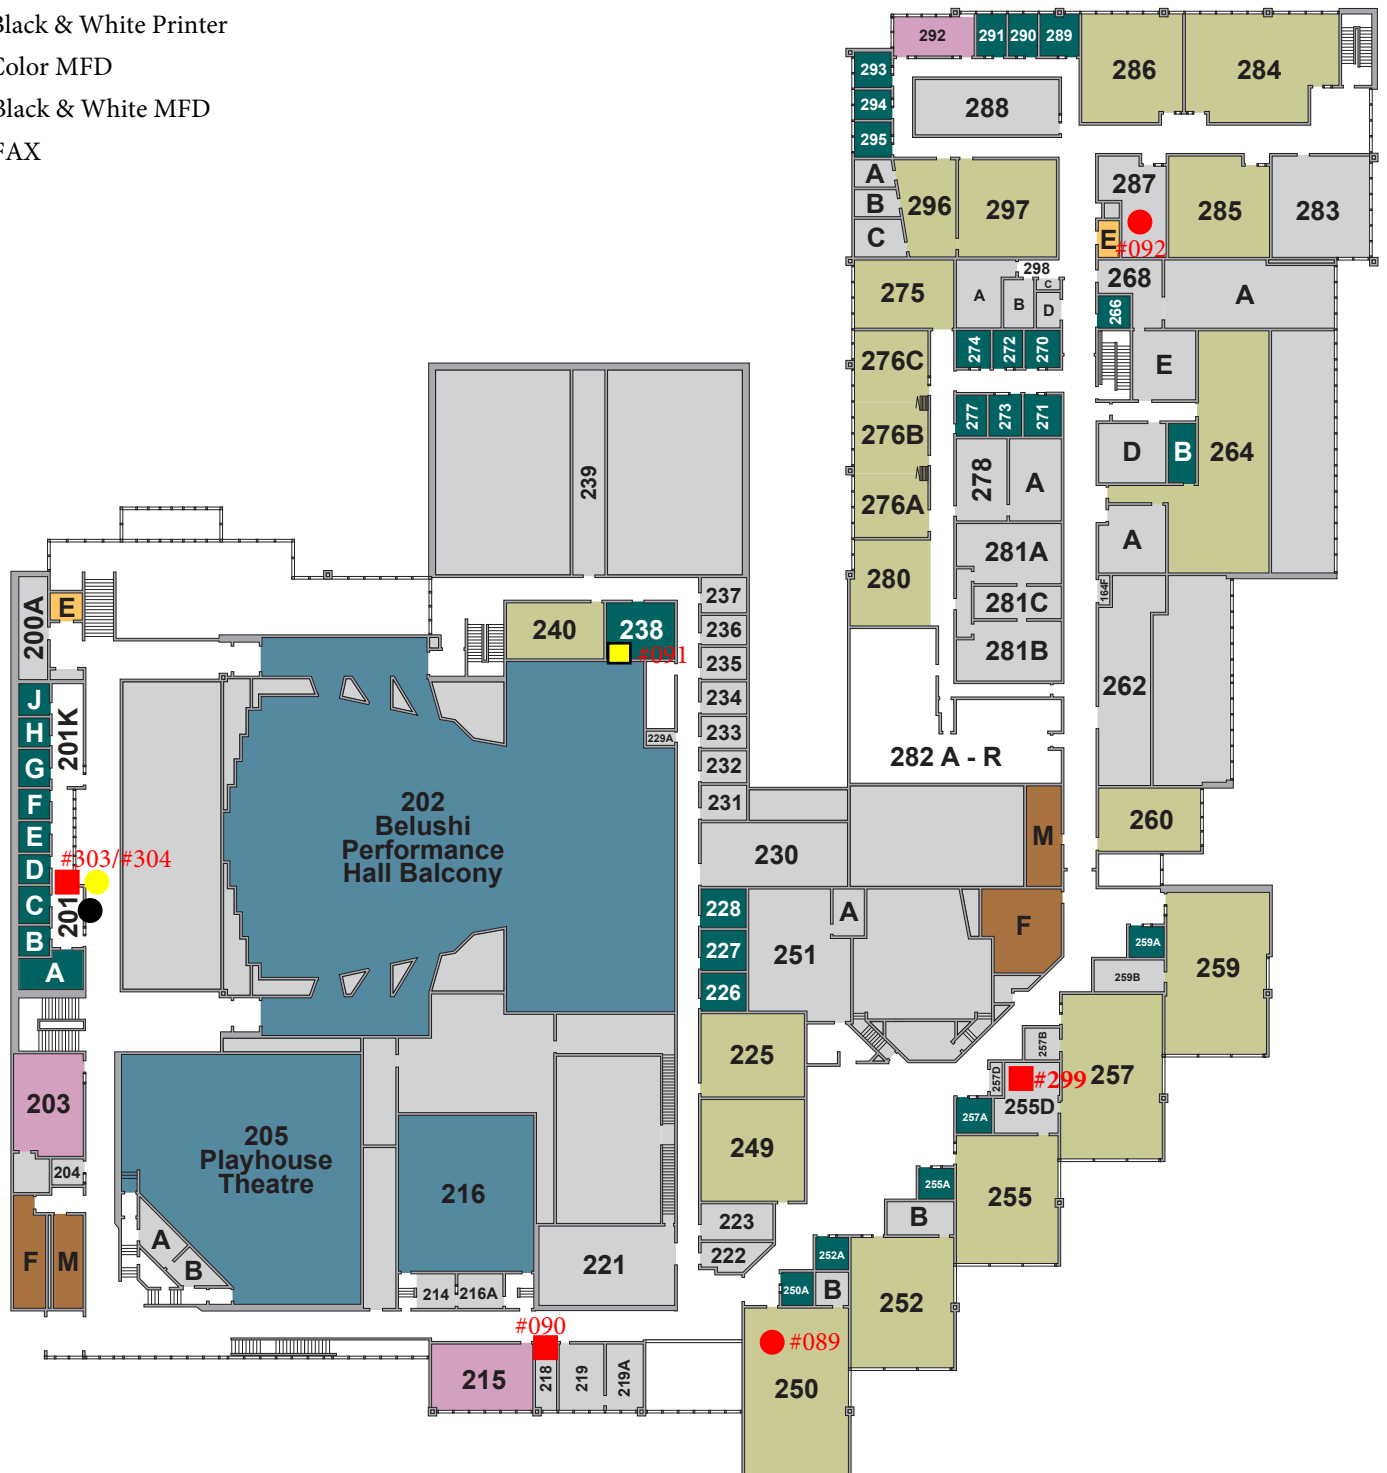 Black & White Printer
Color MFD
Black & White MFD
FAX
292
291
290
289
286
284
293
294
295
288
A
B
C
296
297
287
E
#092
285
283
275
298
A
B
C
D
268
A
266
274
272
270
276C
276B
276A
277
273
271
E
D
B
264
278
A
A
281A
281C
281B
280
164F
262
282 A - R
260
239
237
236
235
234
233
232
231
240
238
#091
229A
200A
E
J
H
G
F
E
D
C
B
A
201K
#303/#304
201
202
Belushi
Performance
Hall Balcony
230
M
228
227
226
251
A
F
259A
259B
259
225
249
223
222
257B
257D
#299
257
255D
257A
255A
255
B
252A
250A
B
252
203
204
F
M
205
Playhouse
Theatre
A
B
216
214
216A
221
#090
215
218
219
219A
#089
250